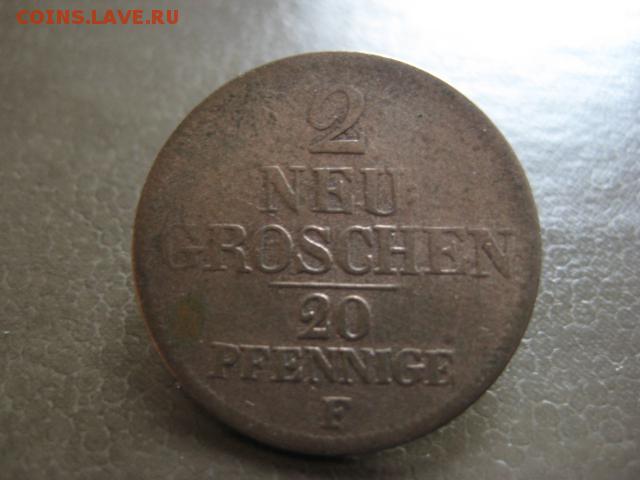 COINS.LAVE.RU
2
NEU
GROSCHEN
20
PFENNIGE
F